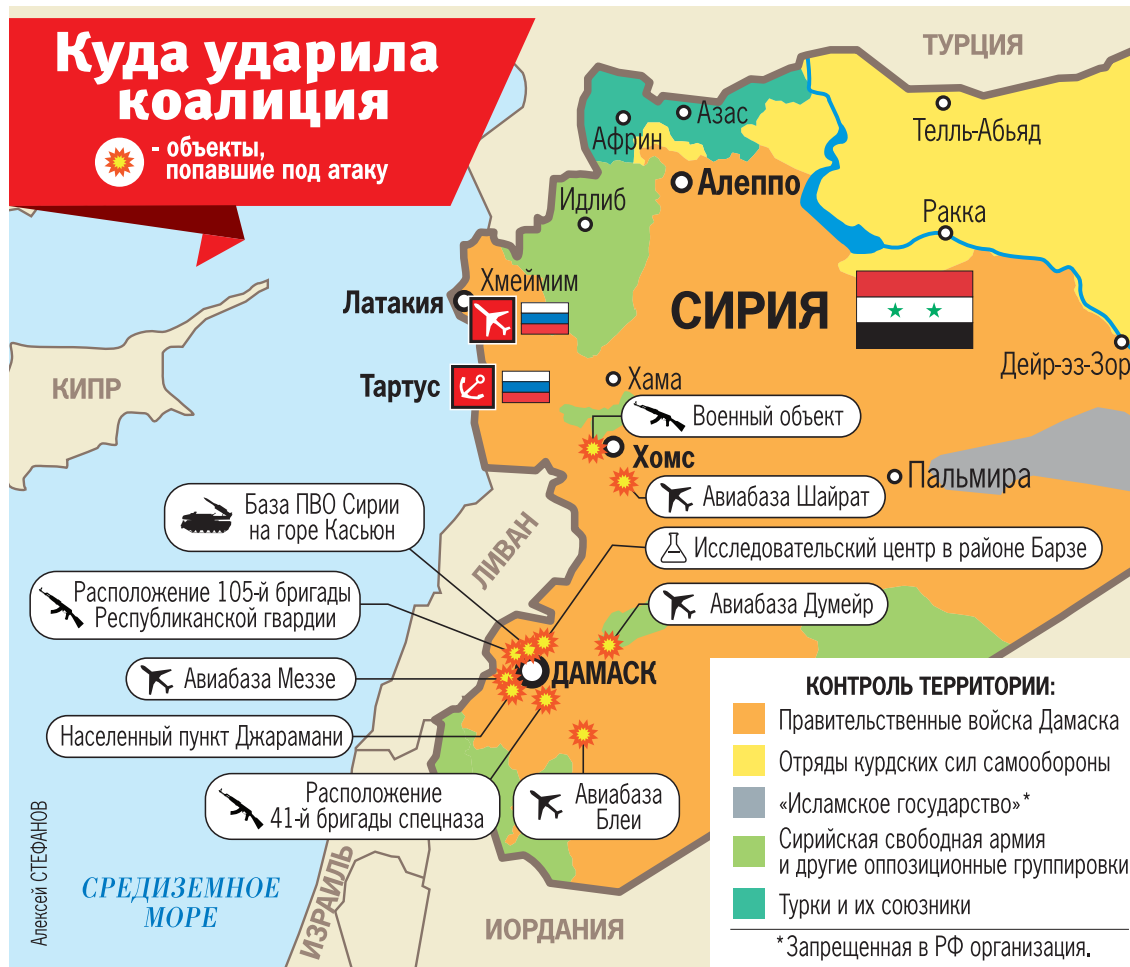 Куда ударила
коалиция
- объекты,
попавшие под атаку
ТУРЦИЯ
Азас
Африн
Телль-Абьяд
Алеппо
Идлиб
Ракка
Хмеймим
Латакия
СИРИЯ
Дейр-эз-Зор
КИПР
Тартус
Хама
Военный объект
Хомс
Пальмира
Авиабаза Шайрат
База ПВО Сирии
на горе Касьюн
ЛИВАН
Исследовательский центр в районе Барзе
Расположение 105-й бригады
Республиканской гвардии
Авиабаза Думейр
Авиабаза Меззе
ДАМАСК
Населенный пункт Джарамани
Расположение
41-й бригады спецназа
Авиабаза
Блеи
КОНТРОЛЬ ТЕРРИТОРИИ:
Правительственные войска Дамаска
Отряды курдских сил самообороны
«Исламское государство»*
Сирийская свободная армия
и другие оппозиционные группировки
Турки и их союзники
*Запрещенная в РФ организация.
Алексей СТЕФАНОВ
СРЕДИЗЕМНОЕ
МОРЕ
ИЗРАИЛЬ
ИОРДАНИЯ